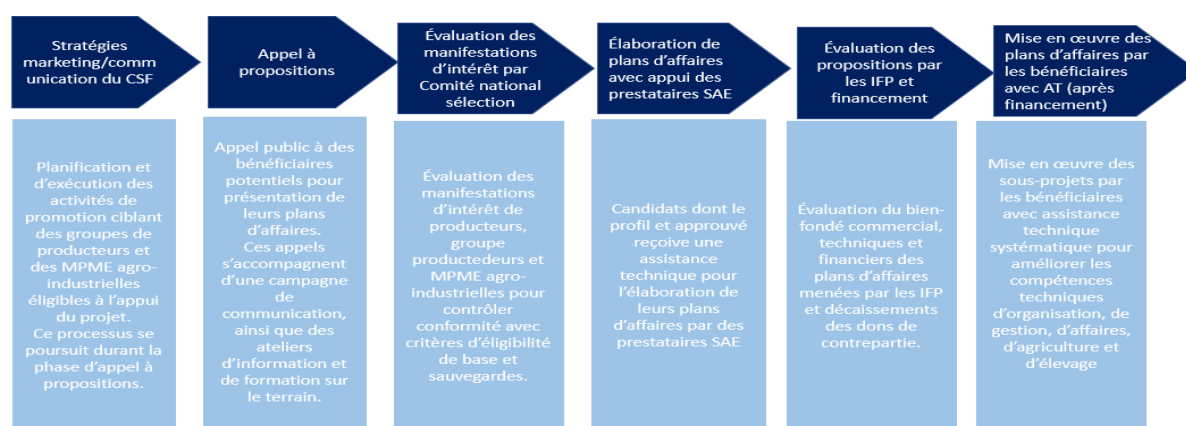 Stratégies
marketing/comm
unication du CSF
Appel à
propositions
Évaluation des
manifestations
d'intérêt par
Comité national
sélection
Élaboration de
plans d'affaires
avec appui des
prestataires SAE
Évaluation des
propositions par
les IFP et
financement
Mise en œuvre des
plans d'affaires par
les bénéficiaires
avec AT (après
financement)
Planification et
d'exécution des
activités de
promotion ciblant
des groupes de
producteurs et
des MPME agro-
industrielles
éligibles à l'appui
du projet.
Ce processus se
poursuit durant la
phase d'appel à
propositions.
Appel public à des
bénéficiaires
potentiels pour
présentation de
leurs plans
d'affaires.
Ces appels
s'accompagnent
d'une campagne
de
communication,
ainsi que des
ateliers
d'information et
de formation sur
le terrain.
Évaluation des
manifestations
d'intérêt de
producteurs,
groupe
productedeurs et
MPME agro-
industrielles pour
contrôler
conformité avec
critères d'éligibilité
de base et
sauvegardes.
Candidats dont le
profil et approuvé
reçoive une
assistance
technique pour
l'élaboration de
leurs plans
d'affaires par des
prestataires SAE
Évaluation du bien-
fondé commercial,
techniques et
financiers des
plans d'affaires
menées par les IFP
et décaissements
des dons de
contrepartie.
Mise en œuvre des
sous-projets par
les bénéficiaires
avec assistance
technique
systématique pour
améliorer les
compétences
techniques
d'organisation, de
gestion, d'affaires,
d'agriculture et
d'élevage